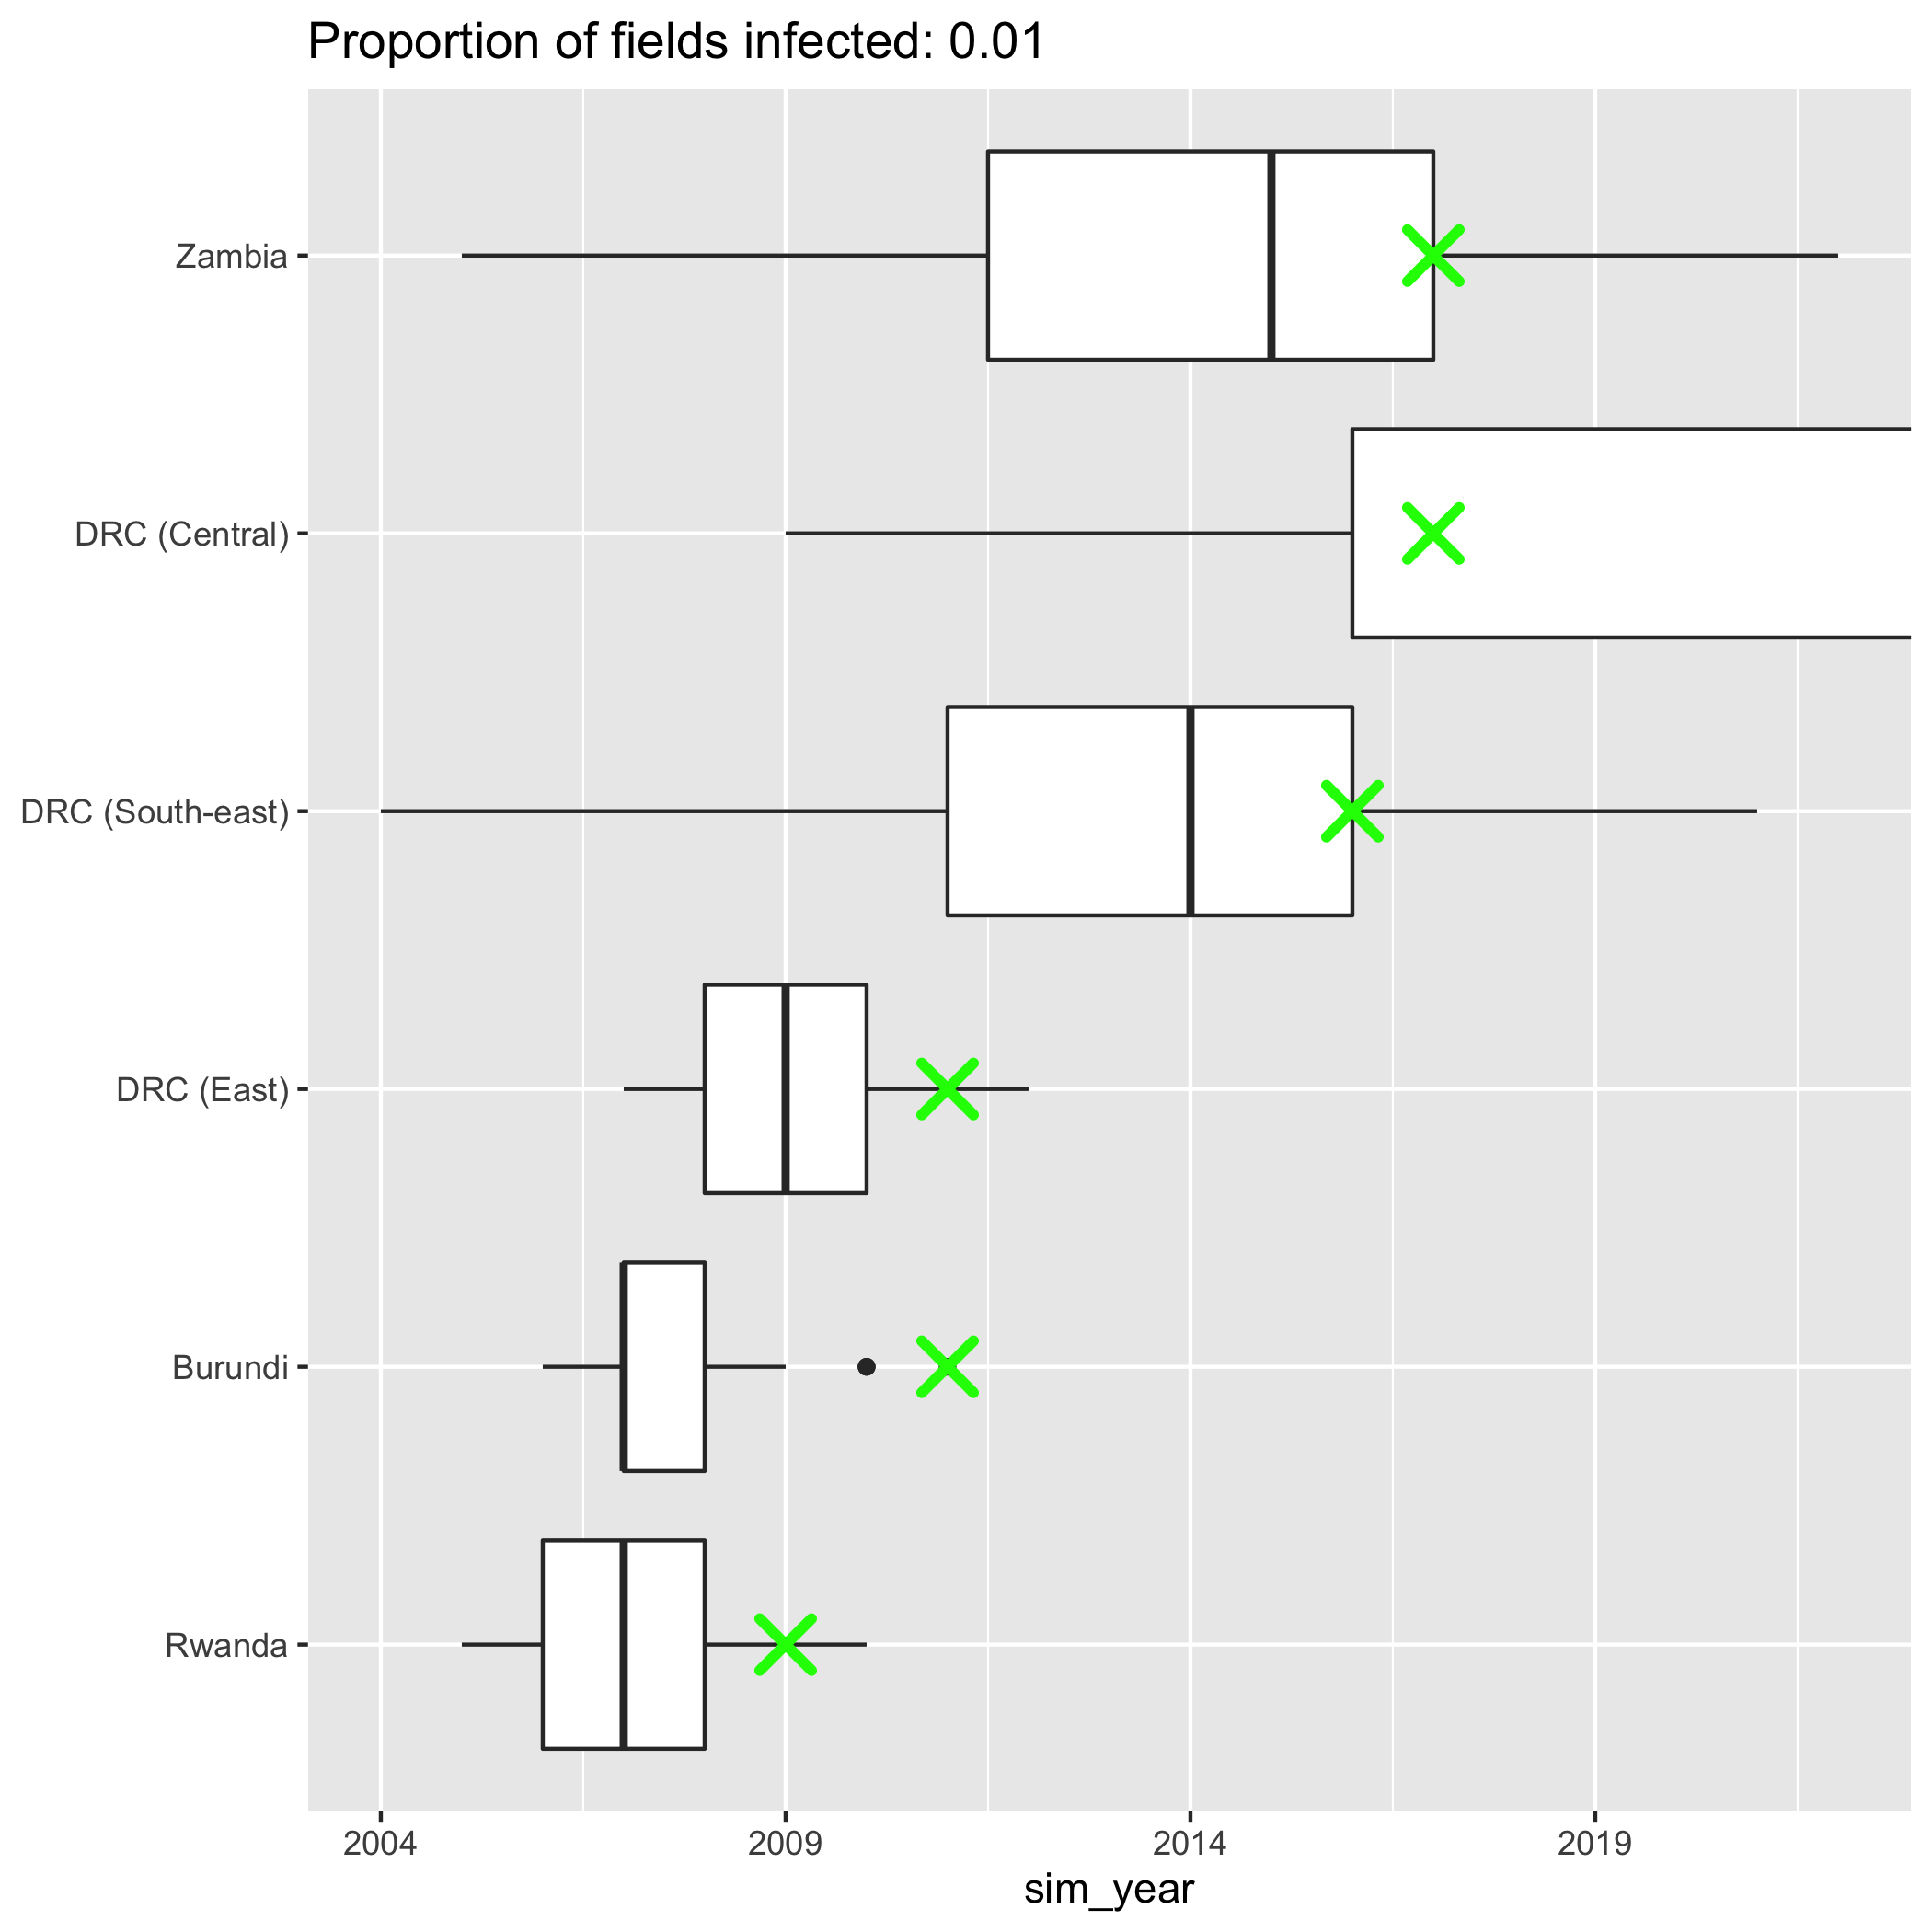 Proportion of fields infected: 0.01
Zambia
DRC (Central)
DRC (South-east)
DRC (East)
Burundi
Rwanda
2004 2009 2014 2019
sim_year